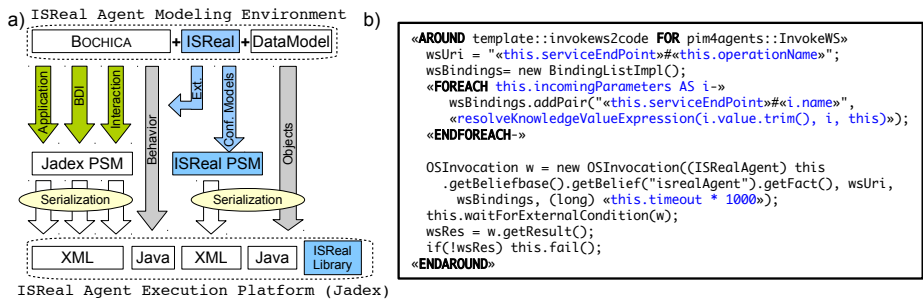 a)
ISReal Agent Modeling Environment
BOCHICA + ISReal + DataModel
Application
BDI
Interaction
Behavior
Ext.
Conf. Models
Objects
Jadex PSM
ISReal PSM
Serialization
Serialization
XML
Java
XML
Java
ISReal
Library
ISReal Agent Execution Platform (Jadex)
b)
«AROUND template::invokews2code FOR pim4agents::InvokeWS»
wsUri = "«this.serviceEndPoint»#«this.operationName»";
wsBindings= new BindingListImpl();
«FOREACH this.incomingParameters AS i-»
wsBindings.addPair("«this.serviceEndPoint»#«i.name»",
«resolveKnowledgeValueExpression(i.value.trim(), i, this)»);
«ENDFOREACH-»
OSInvocation w = new OSInvocation((ISRealAgent) this
.getBeliefbase().getBelief("isrealAgent").getFact(), wsUri,
wsBindings, (long) «this.timeout * 1000»);
this.waitForExternalCondition(w);
wsRes = w.getResult();
if(!wsRes) this.fail();
«ENDAROUND»